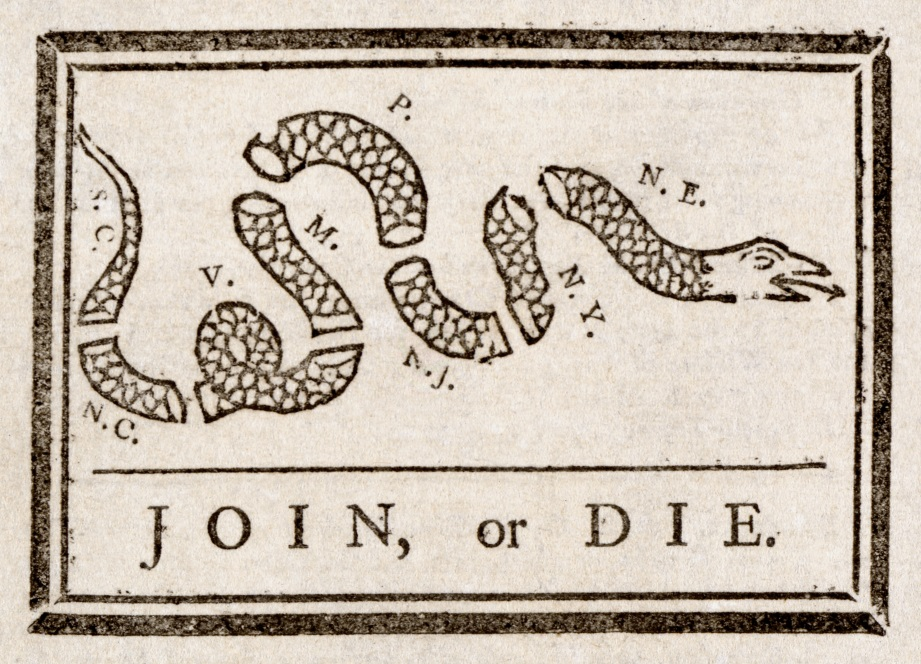 P.
N. E.
S. C.
M.
V.
N. Y.
N. J.
N. C.
JOIN, or DIE.